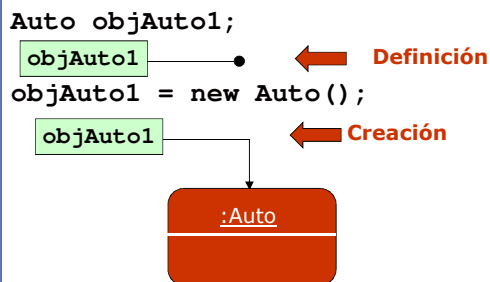 Auto objAuto1;
objAuto1 Definición
objAuto1 = new Auto();
objAuto1 Creación
:Auto